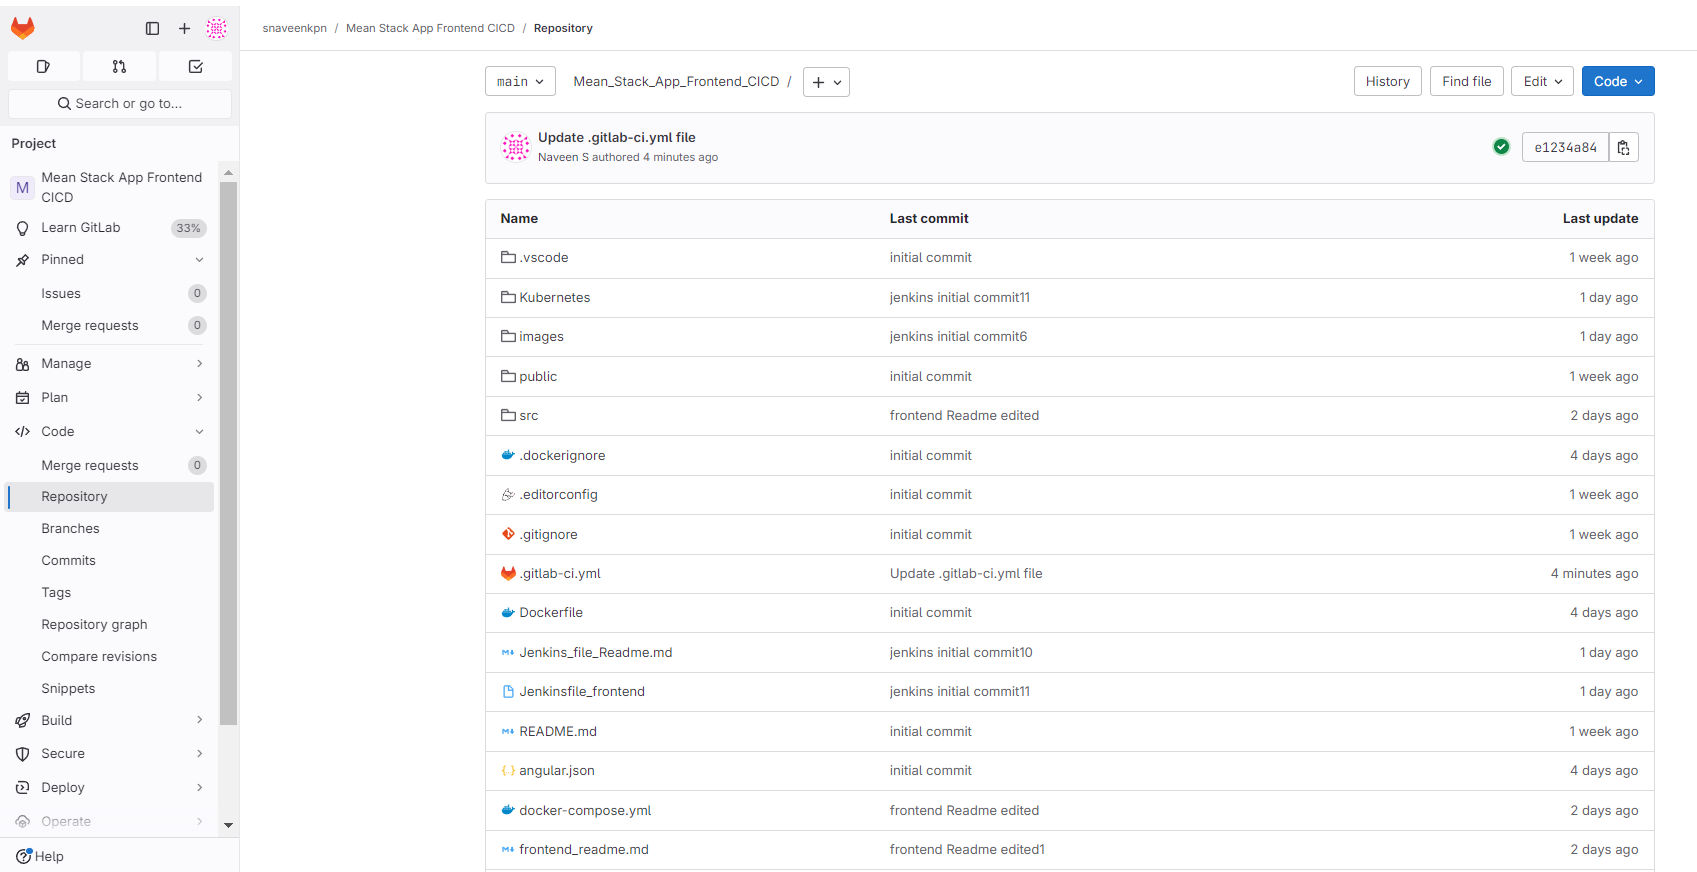 snaveenkpn / Mean Stack App Frontend CICD / Repository
Search or go to...
Project
M Mean Stack App Frontend
CICD
Learn GitLab 33%
Pinned
Issues 0
Merge requests 0
Manage
Plan
Code
Merge requests 0
Repository
Branches
Commits
Tags
Repository graph
Compare revisions
Snippets
Build
Secure
Deploy
Operate
Help
main Mean_Stack_App_Frontend_CICD / + History Find file Edit Code
Update .gitlab-ci.yml file
Naveen S authored 4 minutes ago
e1234a84
Name Last commit Last update
.vscode initial commit 1 week ago
Kubernetes jenkins initial commit11 1 day ago
images jenkins initial commit6 1 day ago
public initial commit 1 week ago
src frontend Readme edited 2 days ago
.dockerignore initial commit 4 days ago
.editorconfig initial commit 1 week ago
.gitignore initial commit 1 week ago
.gitlab-ci.yml Update .gitlab-ci.yml file 4 minutes ago
Dockerfile initial commit 4 days ago
Jenkins_file_Readme.md jenkins initial commit10 1 day ago
Jenkinsfile_frontend jenkins initial commit11 1 day ago
README.md initial commit 1 week ago
angular.json initial commit 4 days ago
docker-compose.yml frontend Readme edited 2 days ago
frontend_readme.md frontend Readme edited1 2 days ago